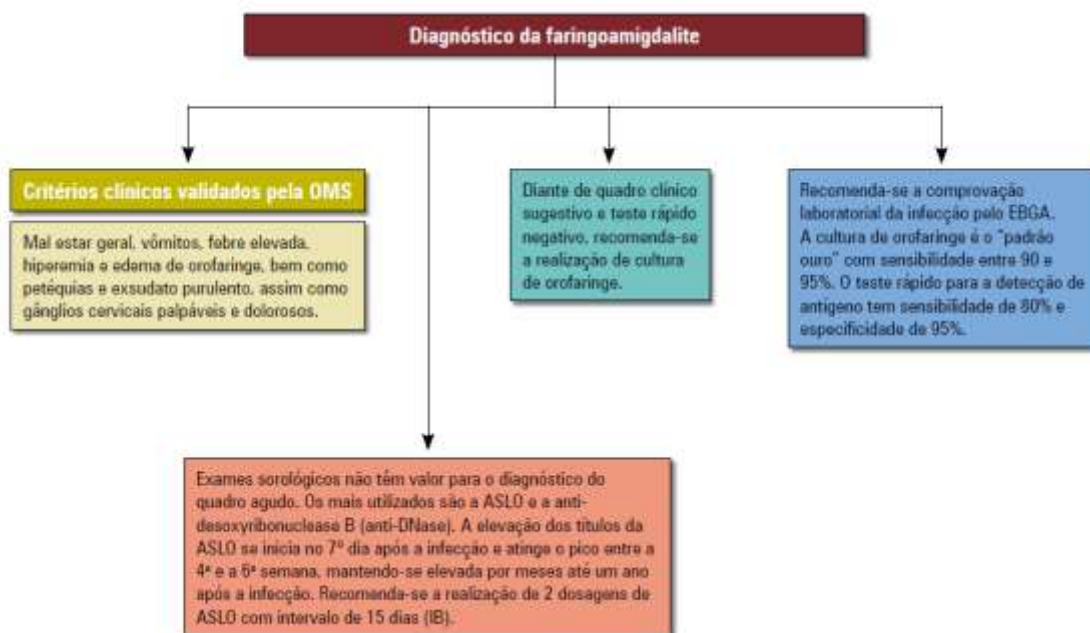 Diagnóstico da faringoamigdalite
Critérios clínicos validados pela OMS
Mal estar geral, vômitos, febre elevada,
hiperemia e edema de orofaringe, bem como
petéquias e exsudato purulento, assim como
gânglios cervicais palpáveis e dolorosos.
Diante de quadro clínico
sugestivo e teste rápido
negativo, recomenda-se
a realização de cultura
de orofaringe.
Recomenda-se a comprovação
laboratorial da infecção pelo EBGA.
A cultura de orofaringe é o "padrão
ouro" com sensibilidade entre 90 e
95%. O teste rápido para a detecção de
antígeno tem sensibilidade de 80% e
especificidade de 95%.
Exames sorológicos não têm valor para o diagnóstico do
quadro agudo. Os mais utilizados são a ASLO e a anti-
desoxyribonuclease B (anti-DNase). A elevação dos títulos da
ASLO se inicia no 7º dia após a infecção e atinge o pico entre a
4ª e a 6ª semana, mantendo-se elevada por meses até um ano
após a infecção. Recomenda-se a realização de 2 dosagens de
ASLO com intervalo de 15 dias (IB).